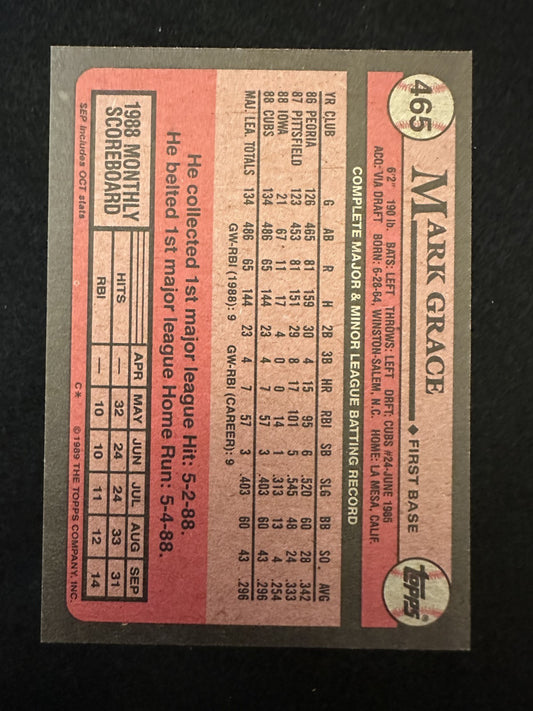 465
MARK GRACE ◆ FIRST BASE
TOPPS®
6'2" 190 lb. BATS: LEFT THROWS: LEFT DRFT: CUBS #24-JUNE 1985
ACQ: VIA DRAFT BORN: 6-28-64, WINSTON-SALEM, N.C. HOME: LA MESA, CALIF.
COMPLETE MAJOR & MINOR LEAGUE BATTING RECORD
YR CLUB G AB R H 2B 3B HR RBI SB SLG BB SO AVG
86 PEORIA 126 465 81 159 30 4 15 95 6 .520 60 28 .342
87 PITTSFIELD 123 453 81 151 29 8 17 101 5 .545 48 24 .333
88 IOWA 21 67 11 17 4 0 0 14 1 .313 13 4 .254
88 CUBS 134 486 65 144 23 4 7 57 3 .403 60 43 .296
MAJ LEA. TOTALS 134 486 65 144 23 4 7 57 3 .403 60 43 .296
GW-RBI (1988): 9 GW-RBI (CAREER): 9
He collected 1st major league Hit: 5-2-88.
He belted 1st major league Home Run: 5-4-88.
1988 MONTHLY
SCOREBOARD
APR MAY JUN JUL AUG SEP
HITS — 32 24 24 33 31
RBI — 10 10 11 12 14
SEP includes OCT stats
C* ©1989 THE TOPPS COMPANY, INC.